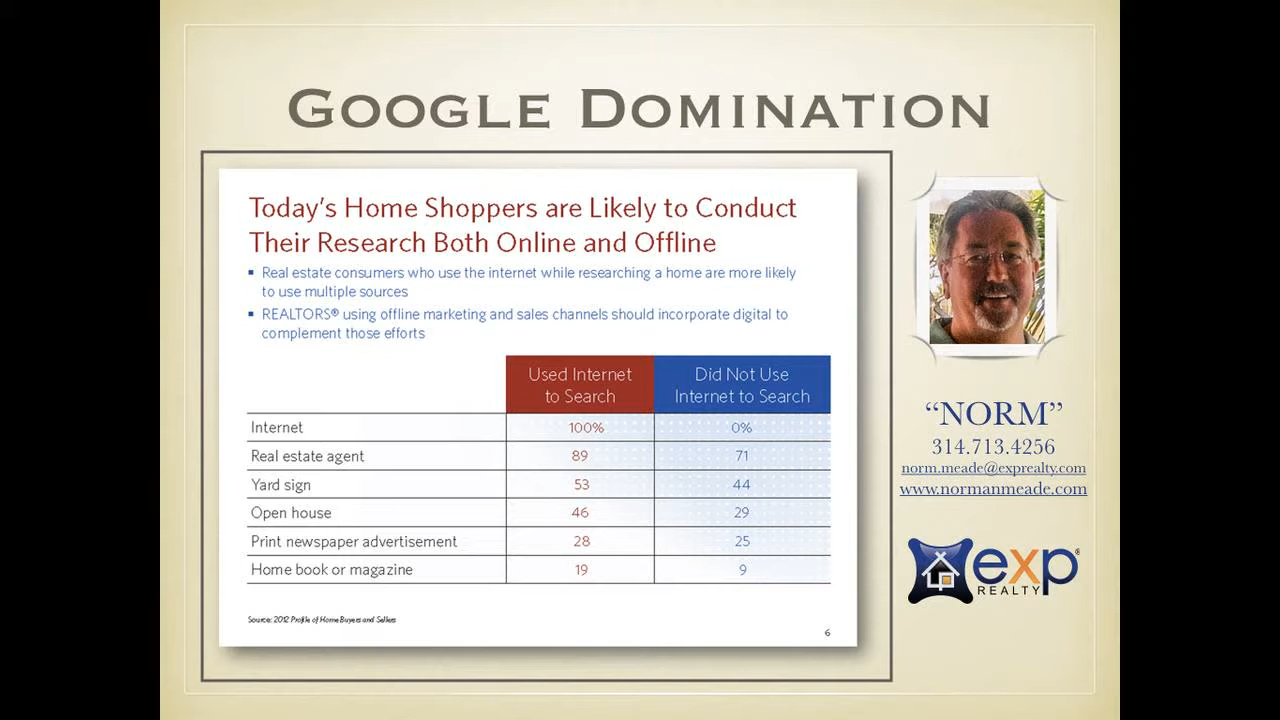 GOOGLE DOMINATION
Today's Home Shoppers are Likely to Conduct
Their Research Both Online and Offline
▪ Real estate consumers who use the internet while researching a home are more likely
to use multiple sources
▪ REALTORS® using offline marketing and sales channels should incorporate digital to
complement those efforts
Used Internet
to Search
Did Not Use
Internet to Search
Internet 100% 0%
Real estate agent 89 71
Yard sign 53 44
Open house 46 29
Print newspaper advertisement 28 25
Home book or magazine 19 9
Source: 2012 Profile of Home Buyers and Sellers
6
“NORM”
314.713.4256
norm.meade@exprealty.com
www.normanmeade.com
exp®
REALTY